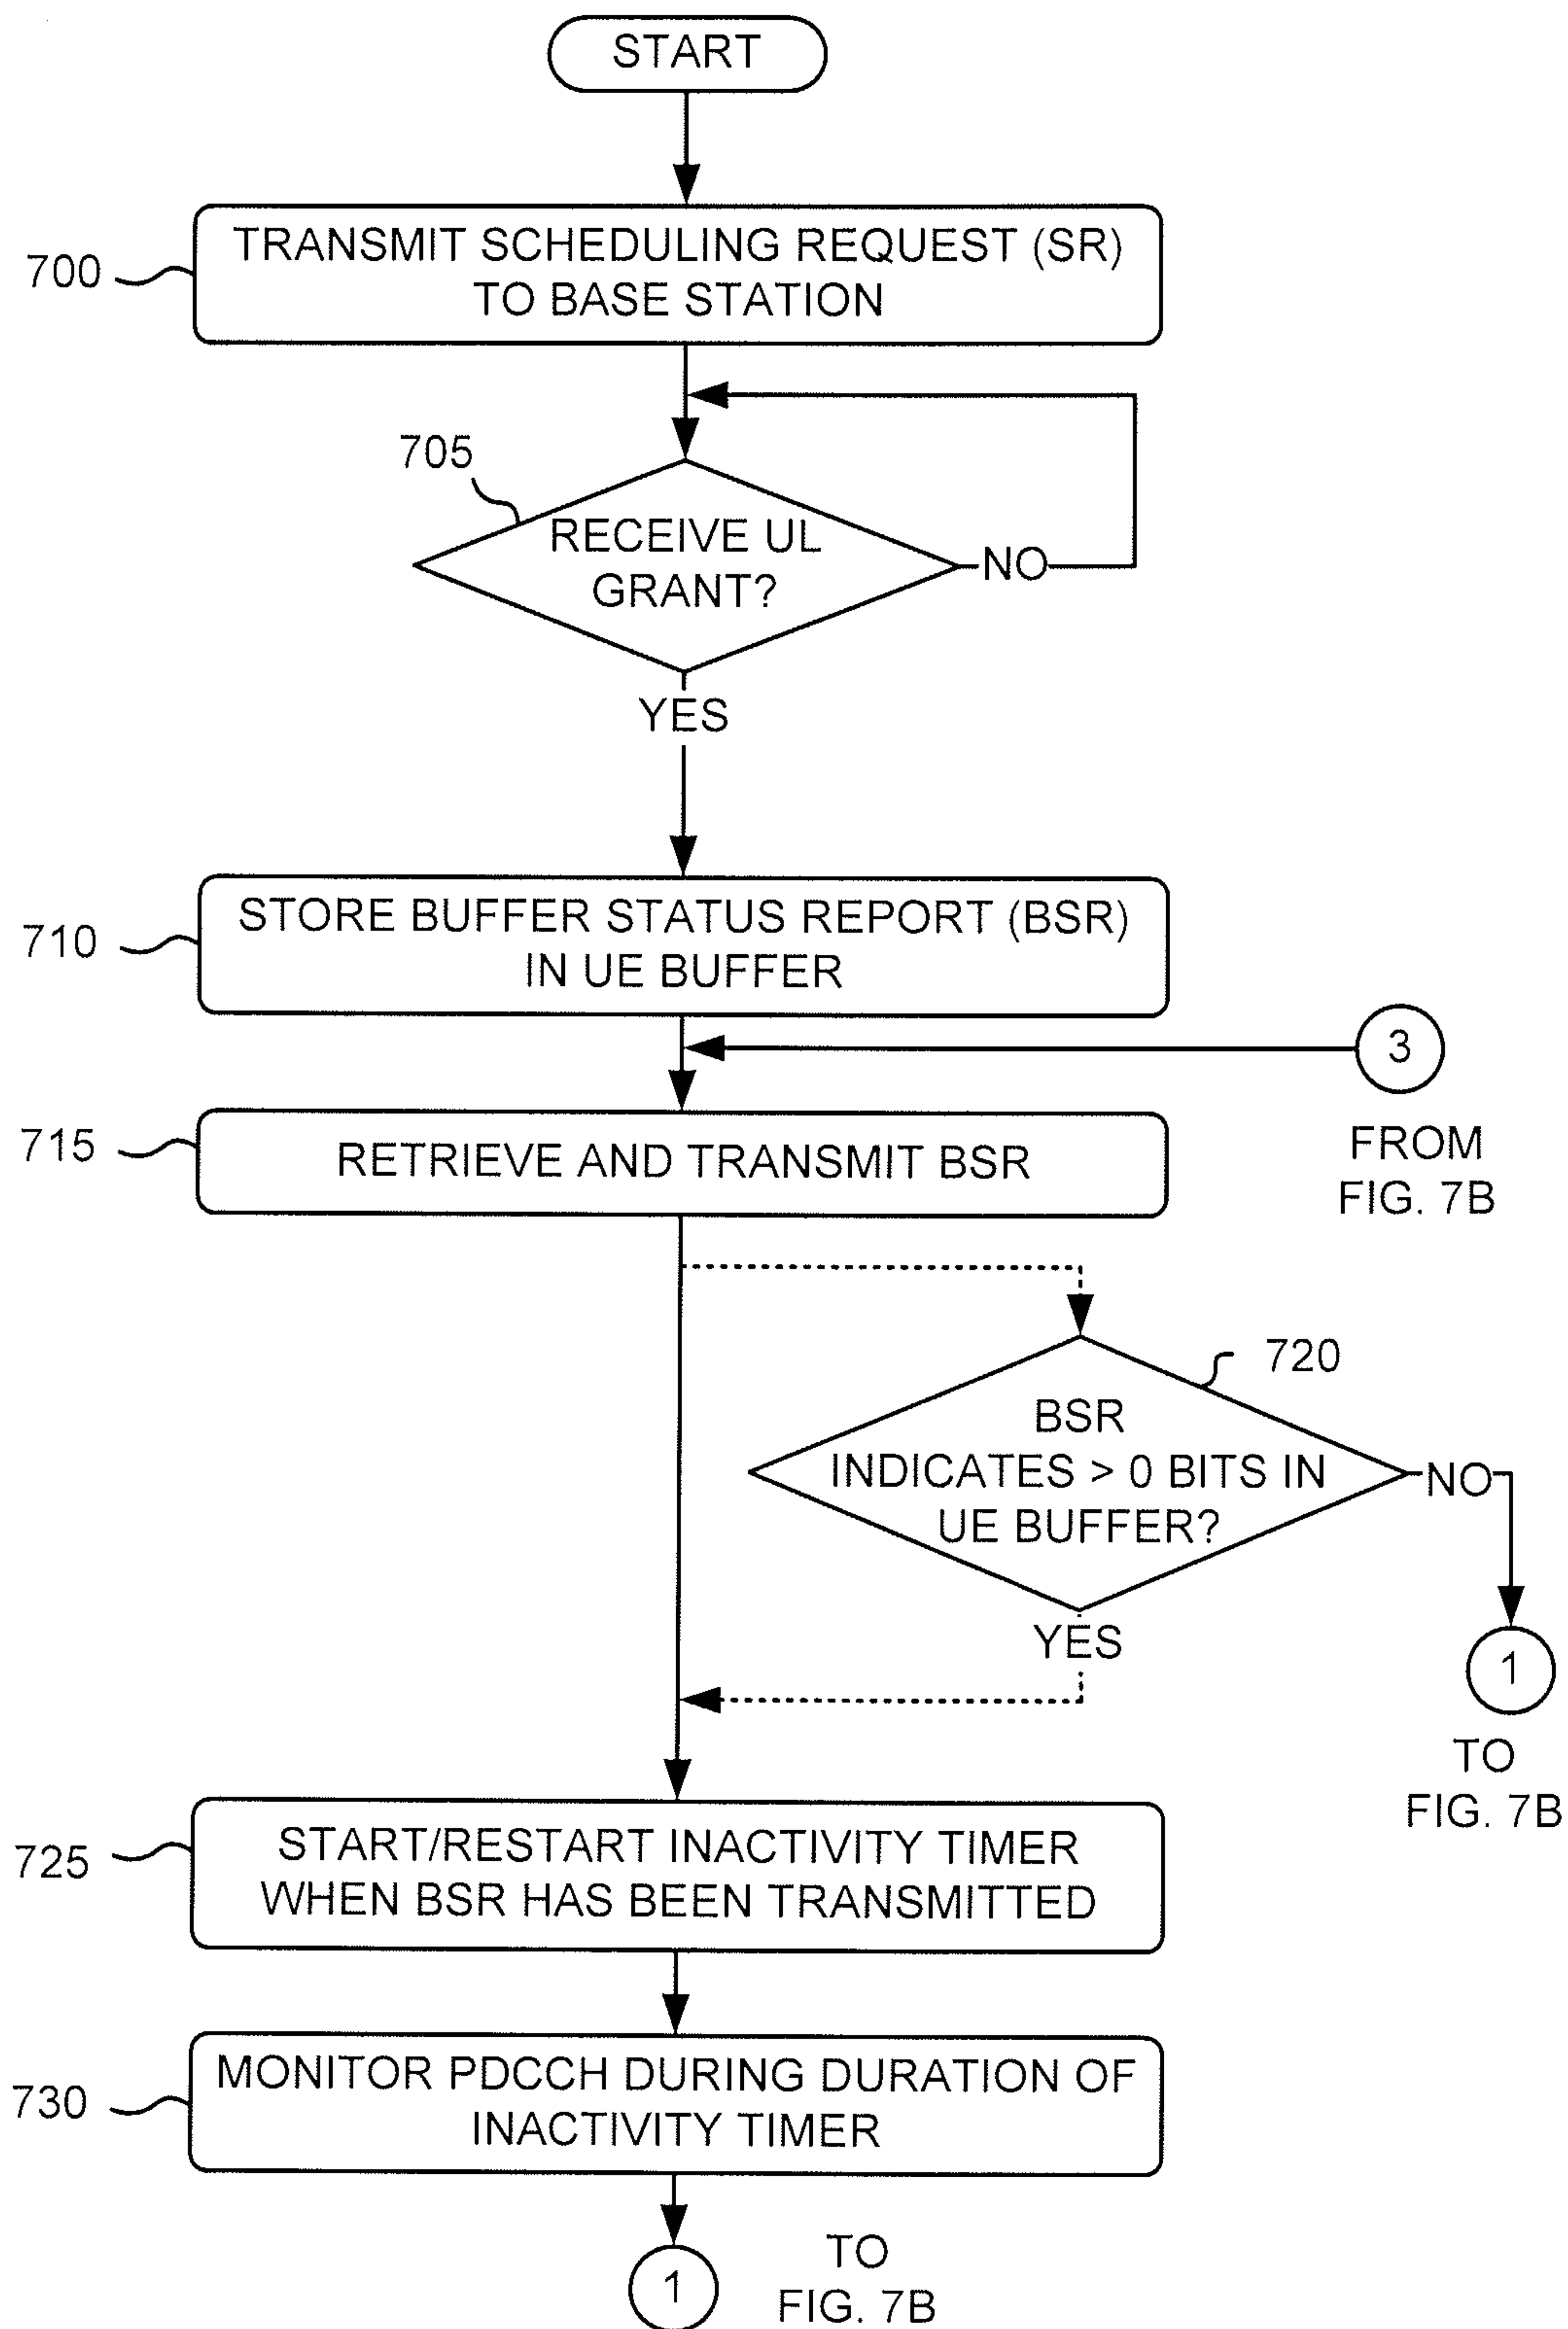 START
700
TRANSMIT SCHEDULING REQUEST (SR)
TO BASE STATION
705
RECEIVE UL
GRANT?
NO
YES
710
STORE BUFFER STATUS REPORT (BSR)
IN UE BUFFER
3
FROM
FIG. 7B
715
RETRIEVE AND TRANSMIT BSR
720
BSR
INDICATES > 0 BITS IN
UE BUFFER?
NO
YES
1
TO
FIG. 7B
725
START/RESTART INACTIVITY TIMER
WHEN BSR HAS BEEN TRANSMITTED
730
MONITOR PDCCH DURING DURATION OF
INACTIVITY TIMER
1
TO
FIG. 7B